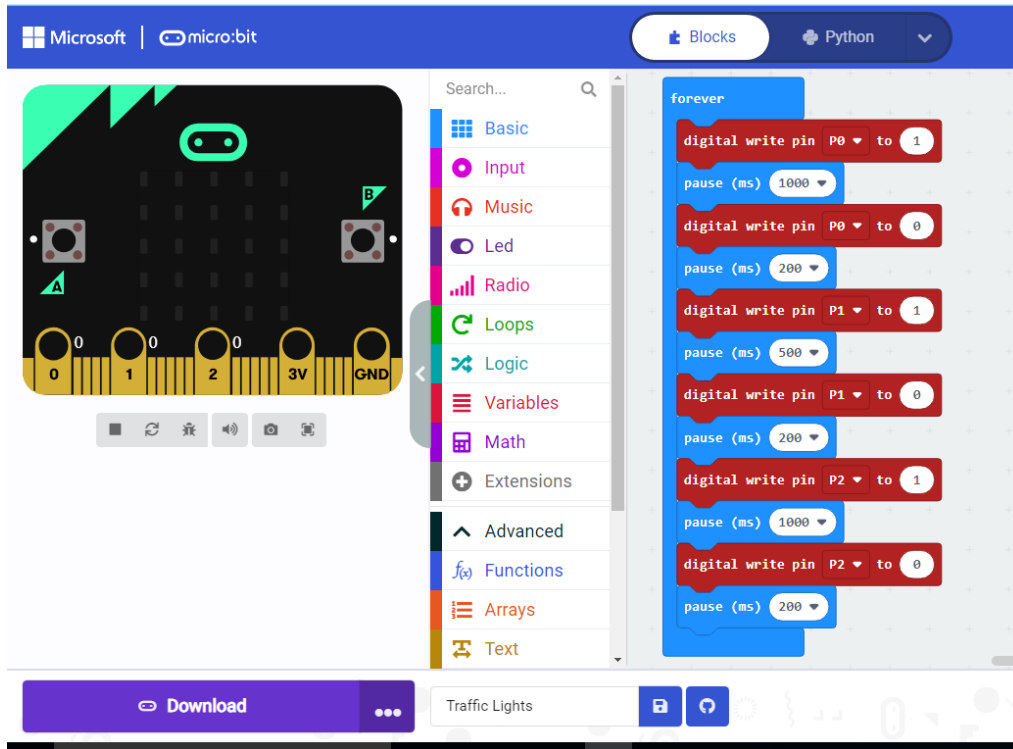 Microsoft | micro:bit
Blocks
Python
Search...
Basic
Input
Music
Led
Radio
Loops
Logic
Variables
Math
Extensions
Advanced
f(x) Functions
Arrays
Text
B
A
0 0 0
0 1 2 3V GND
forever
digital write pin P0 to 1
pause (ms) 1000
digital write pin P0 to 0
pause (ms) 200
digital write pin P1 to 1
pause (ms) 500
digital write pin P1 to 0
pause (ms) 200
digital write pin P2 to 1
pause (ms) 1000
digital write pin P2 to 0
pause (ms) 200
Download
Traffic Lights